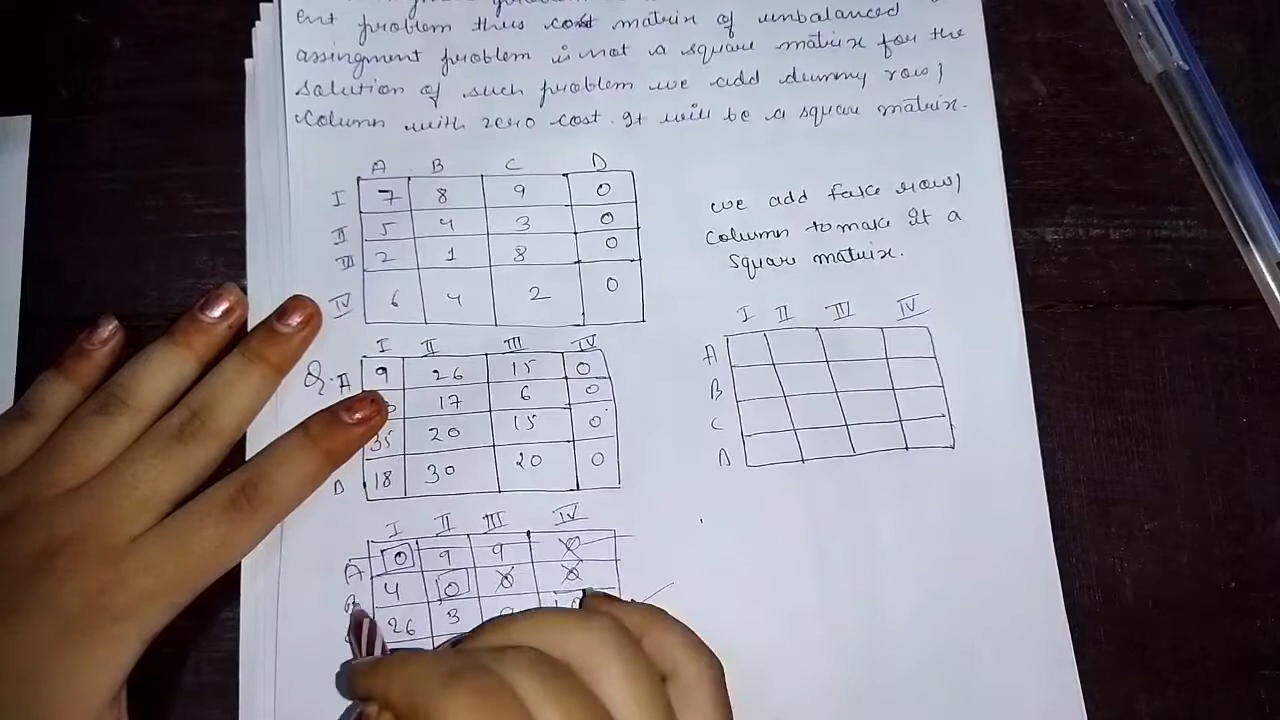 ent problem thus cost matrix of unbalanced
assingment problem is not a square matrix for the
solution of such problem we add dummy row/
column with zero cost. It will be a square matrix.
A B C D
I 7 8 9 0
II 5 4 3 0
III 2 1 8 0
IV 6 4 2 0
we add fake row/
column to make it a
square matrix.
I II III IV
A
B
C
D
I II III IV
Q. A 9 26 15 0
17 6 0
35 20 15 0
D 18 30 20 0
I II III IV
A 0 9 9 0
B 4 0 0 0
26 3